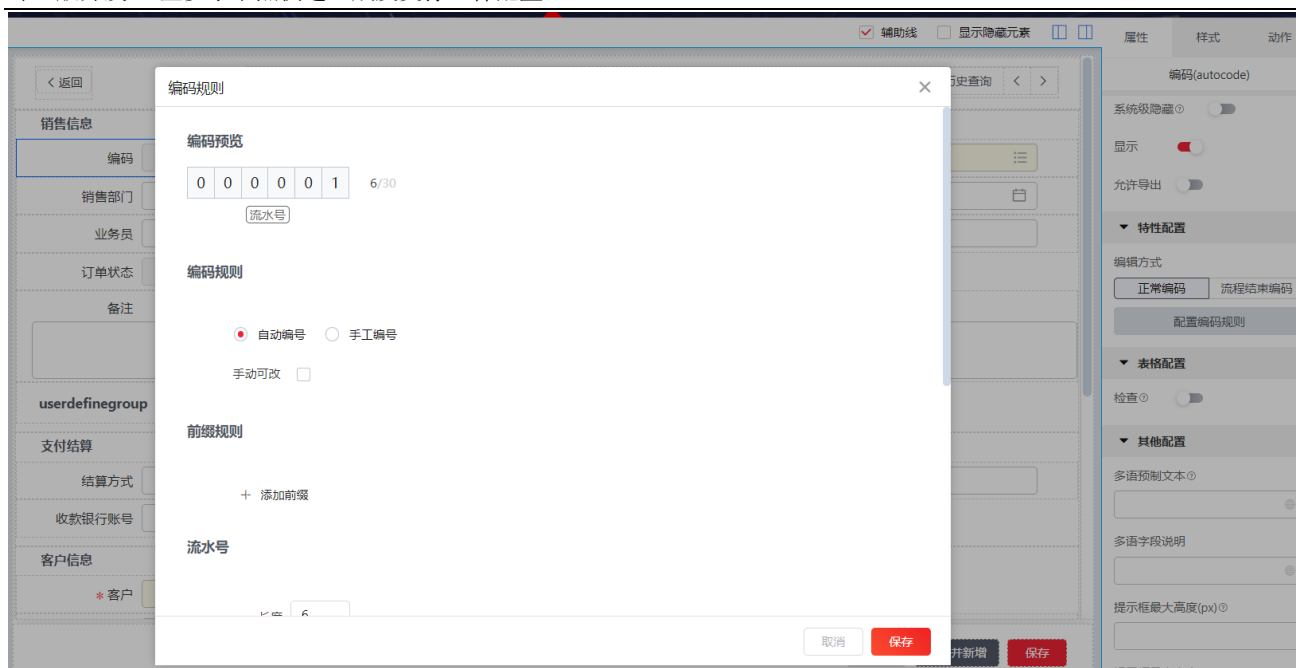 辅助线 显示隐藏元素
属性 样式 动作
<返回
编码规则
历史查询 < >
编码(autocode)
销售信息
系统级隐藏
编码预览
编码
显示
0 0 0 0 0 1 6/30
销售部门
允许导出
流水号
业务员
特性配置
订单状态
编码规则
编辑方式
正常编码 流程结束编码
备注
自动编号 手工编号
配置编码规则
手动可改
表格配置
userdefinegroup
检查
前缀规则
支付结算
其他配置
结算方式
多语预制文本
+ 添加前缀
收款银行账号
流水号
多语字段说明
客户信息
* 客户
长度 6
提示框最大高度(px)
取消 保存
并新增 保存